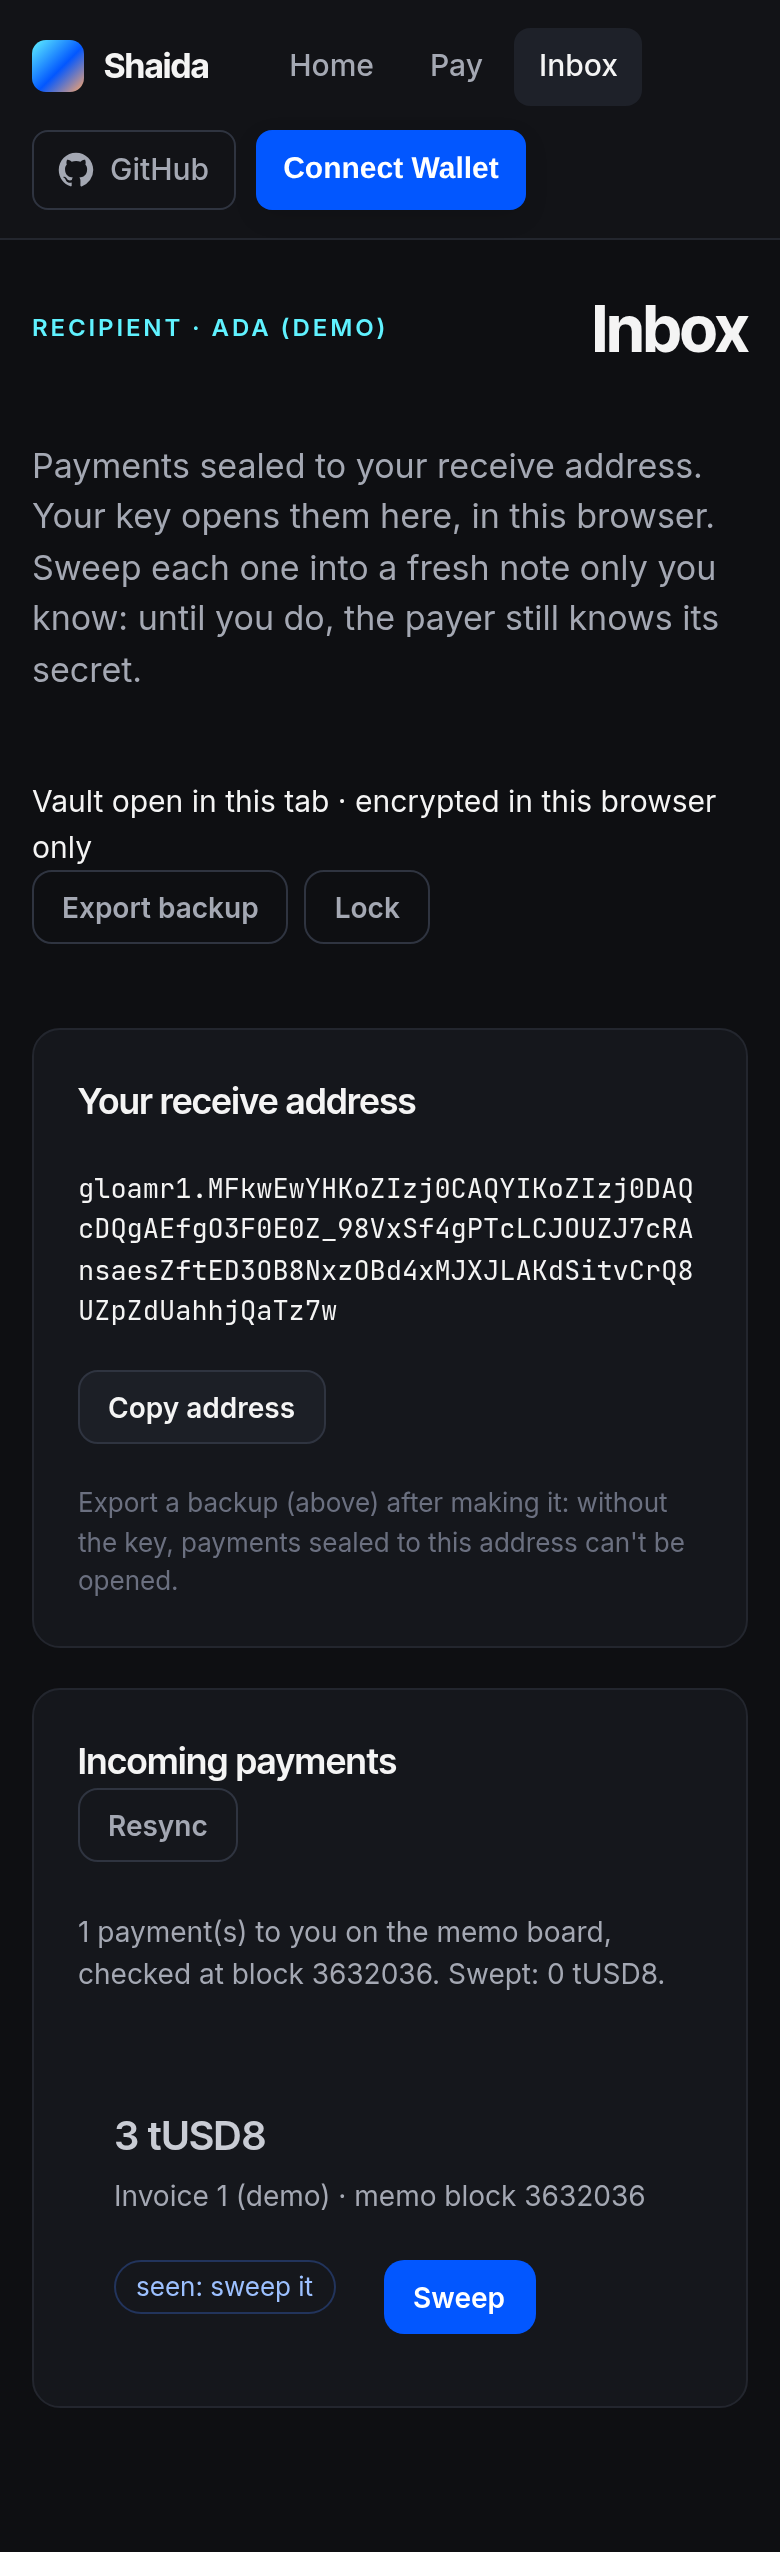 Shaida
Home
Pay
Inbox
GitHub
Connect Wallet
RECIPIENT · ADA (DEMO)
Inbox
Payments sealed to your receive address.
Your key opens them here, in this browser.
Sweep each one into a fresh note only you
know: until you do, the payer still knows its
secret.
Vault open in this tab · encrypted in this browser
only
Export backup
Lock
Your receive address
gloamr1.MFkwEwYHKoZIzj0CAQYIKoZIzj0DAQ
cDQgAEfgO3F0E0Z_98VxSf4gPTcLCJOUZJ7cRA
nsaesZftED3OB8NxzOBd4xMJXJLAKdSitvCrQ8
UZpZdUahhjQaTz7w
Copy address
Export a backup (above) after making it: without
the key, payments sealed to this address can't be
opened.
Incoming payments
Resync
1 payment(s) to you on the memo board,
checked at block 3632036. Swept: 0 tUSD8.
3 tUSD8
Invoice 1 (demo) · memo block 3632036
seen: sweep it
Sweep